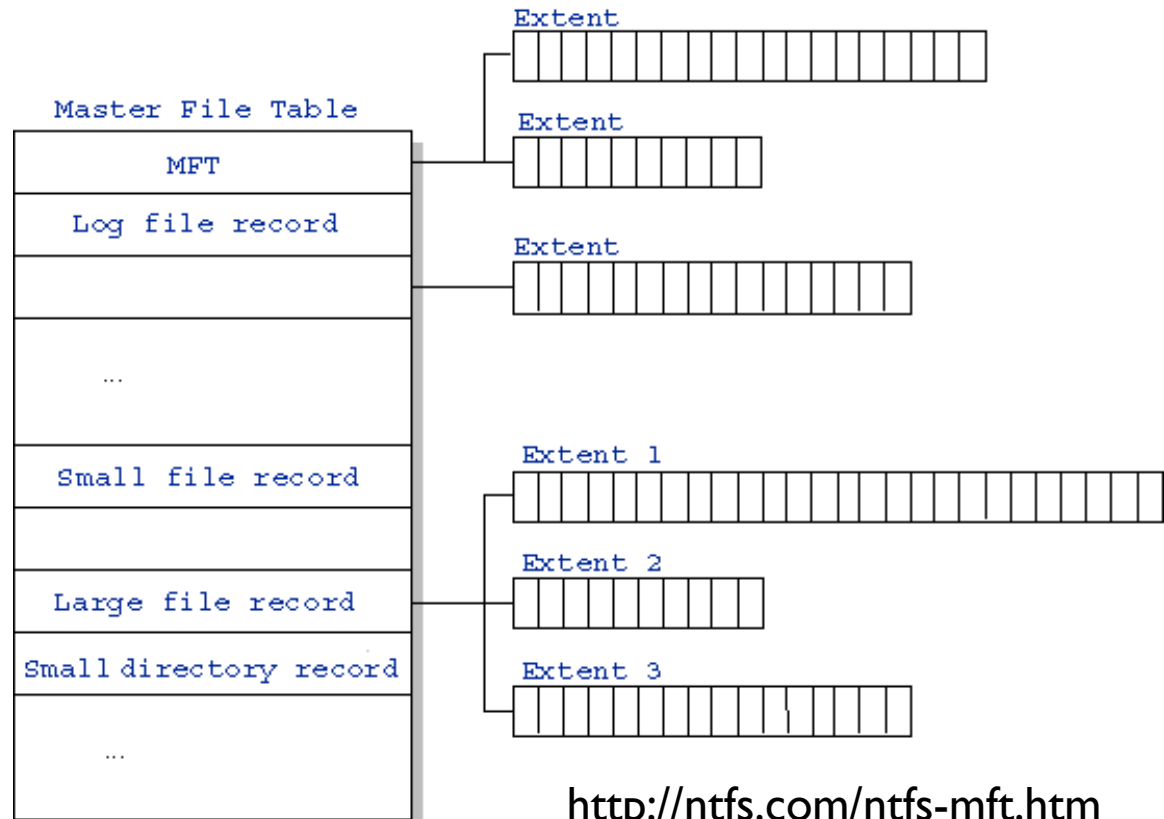 Extent
Master File Table
Extent
MFT
Log file record
Extent
...
Extent 1
Small file record
Extent 2
Large file record
Small directory record
Extent 3
...
http://ntfs.com/ntfs-mft.htm